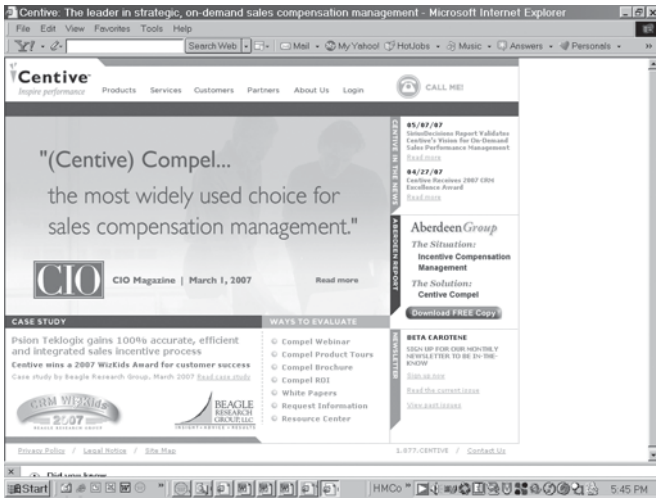 Centive: The leader in strategic, on-demand sales compensation management - Microsoft Internet Explorer
File Edit View Favorites Tools Help
Search Web Mail My Yahoo! HotJobs Music Answers Personals
Centive
Inspire performance
Products Services Customers Partners About Us Login
CALL ME!
"(Centive) Compel...
the most widely used choice for
sales compensation management."
CIO
CIO Magazine | March 1, 2007
Read more
CENTIVE IN THE NEWS
05/07/07
SiriusDecisions Report Validates
Centive's Vision for On-Demand
Sales Performance Management
Read more
04/27/07
Centive Receives 2007 CRM
Excellence Award
Read more
ABERDEEN REPORT
AberdeenGroup
The Situation:
Incentive Compensation
Management
The Solution:
Centive Compel
Download FREE Copy
CASE STUDY
Psion Teklogix gains 100% accurate, efficient
and integrated sales incentive process
Centive wins a 2007 WizKids Award for customer success
Case study by Beagle Research Group, March 2007 Read case study
CRM WIZKids
2007
BEAGLE RESEARCH GROUP
BEAGLE
RESEARCH
GROUP, LLC
INSIGHT • ADVICE • RESULTS
WAYS TO EVALUATE
Compel Webinar
Compel Product Tours
Compel Brochure
Compel ROI
White Papers
Request Information
Resource Center
NEWSLETTER
BETA CAROTENE
SIGN UP FOR OUR MONTHLY
NEWSLETTER TO BE IN-THE-
KNOW
Sign up now
Read the current issue
View past issues
Privacy Policy / Legal Notice / Site Map
1.877.CENTIVE / Contact Us
Did you know
Start
HMCo
5:45 PM